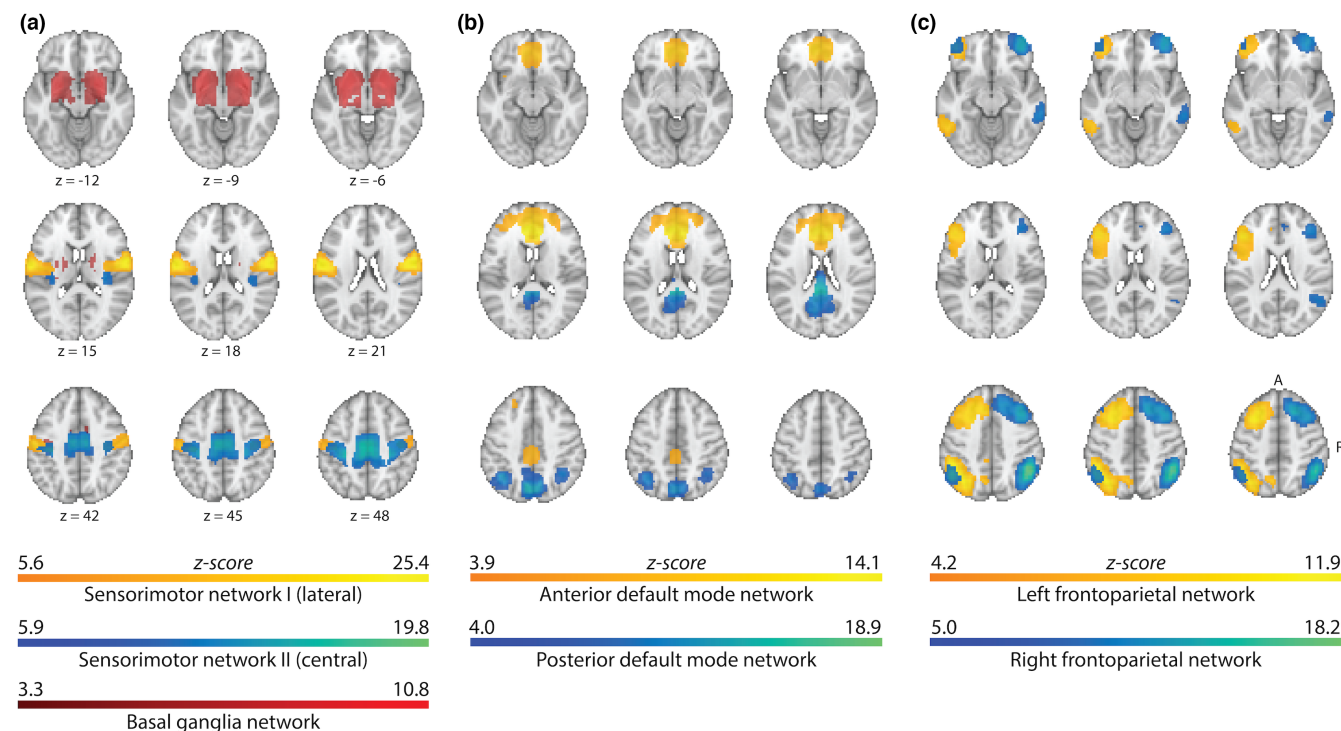 (a)
(b)
(c)
z = -12
z = -9
z = -6
z = 15
z = 18
z = 21
A
R
z = 42
z = 45
z = 48
5.6 z-score 25.4
Sensorimotor network I (lateral)
5.9 19.8
Sensorimotor network II (central)
3.3 10.8
Basal ganglia network
3.9 z-score 14.1
Anterior default mode network
4.0 18.9
Posterior default mode network
4.2 z-score 11.9
Left frontoparietal network
5.0 18.2
Right frontoparietal network